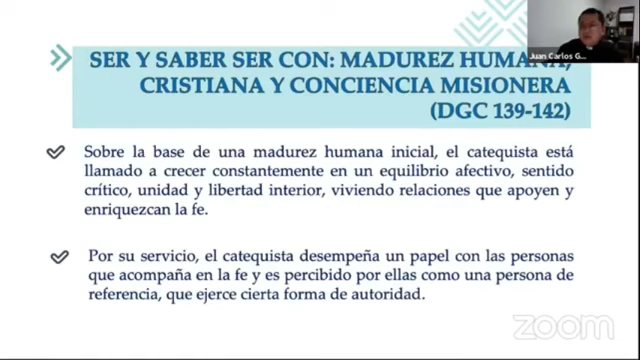 SER Y SABER SER CON: MADUREZ HUMANA,
CRISTIANA Y CONCIENCIA MISIONERA
(DGC 139-142)
Juan Carlos G...
Sobre la base de una madurez humana inicial, el catequista está
llamado a crecer constantemente en un equilibrio afectivo, sentido
crítico, unidad y libertad interior, viviendo relaciones que apoyen y
enriquezcan la fe.
Por su servicio, el catequista desempeña un papel con las personas
que acompaña en la fe y es percibido por ellas como una persona de
referencia, que ejerce cierta forma de autoridad.
zoom